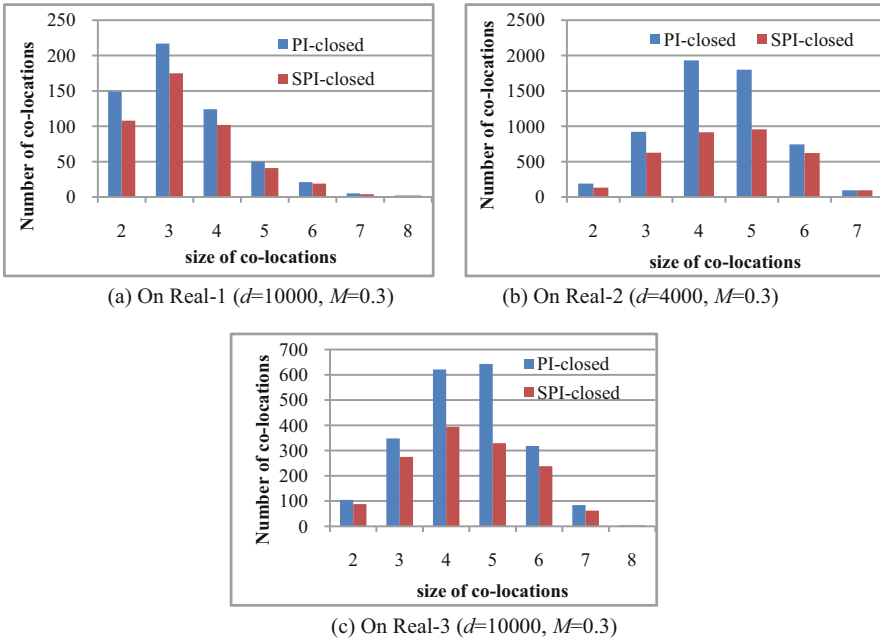 Number of co-locations
250
200
150
100
50
0
PI-closed
SPI-closed
2 3 4 5 6 7 8
size of co-locations
(a) On Real-1 (d=10000, M=0.3)
Number of co-locations
2500
2000
1500
1000
500
0
PI-closed SPI-closed
2 3 4 5 6 7
size of co-locations
(b) On Real-2 (d=4000, M=0.3)
Number of co-locations
700
600
500
400
300
200
100
0
PI-closed
SPI-closed
2 3 4 5 6 7 8
size of co-locations
(c) On Real-3 (d=10000, M=0.3)